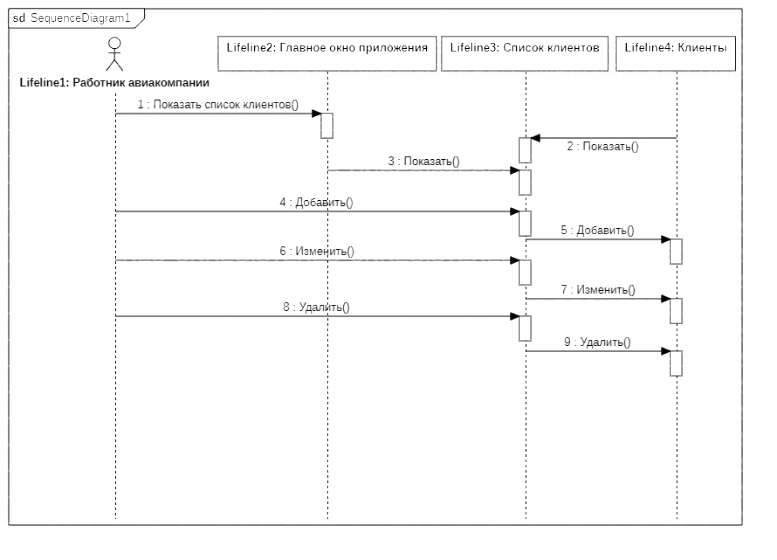 sd SequenceDiagram1
Lifeline1: Работник авиакомпании
Lifeline2: Главное окно приложения
Lifeline3: Список клиентов
Lifeline4: Клиенты
1 : Показать список клиентов()
2 : Показать()
3 : Показать()
4 : Добавить()
5 : Добавить()
6 : Изменить()
7 : Изменить()
8 : Удалить()
9 : Удалить()